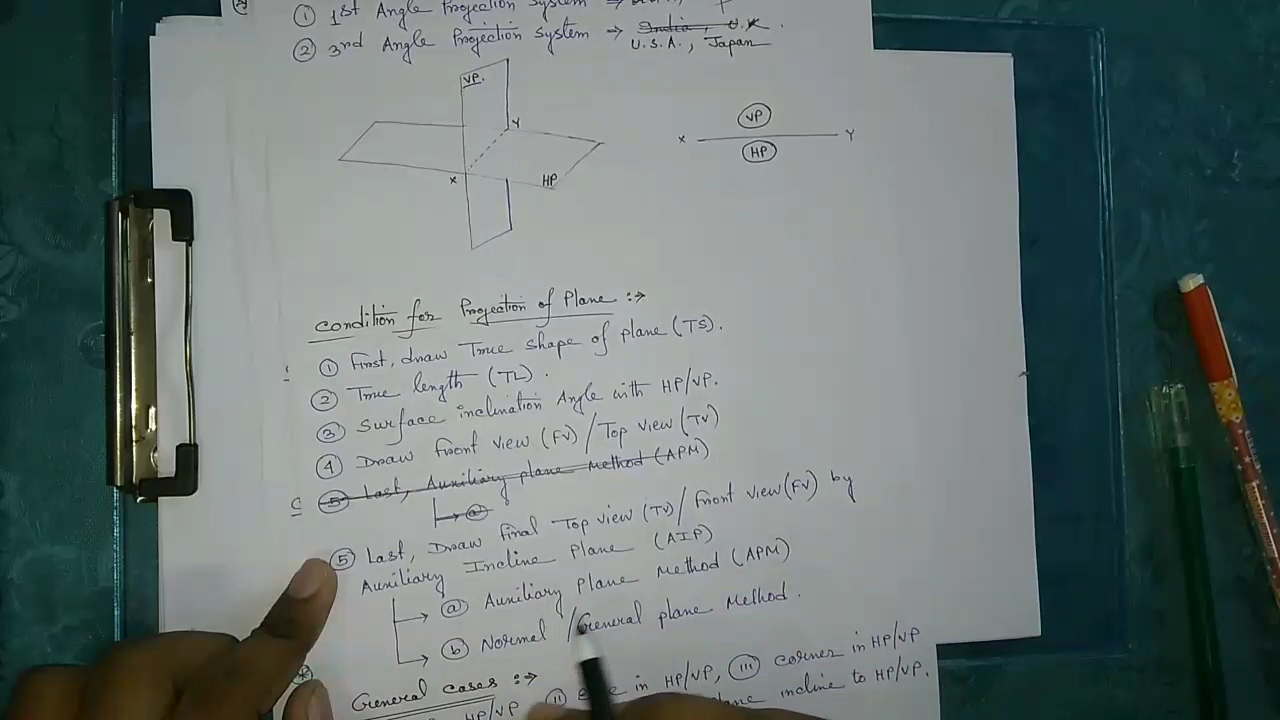 ① 1st Angle Projection System →
② 3rd Angle Projection System → India, U.K.
U.S.A., Japan
VP.
Y
X
HP
VP
X Y
HP
Condition for Projection of Plane :→
① First, draw True shape of plane (TS).
② True length (TL).
③ Surface inclination Angle with HP/VP.
④ Draw Front view (FV) / Top view (TV)
⑤ Last, Auxiliary plane Method (APM)
→ ⓐ
⑤ Last, Draw final Top view (TV) / Front view (FV) by
Auxiliary Incline Plane (AIP)
→ ⓐ Auxiliary plane Method (APM)
→ ⓑ Normal / General plane Method.
General cases :→
HP/VP, ⓘⓘ in HP/VP, ⓘⓘⓘ corner in HP/VP
incline to HP/VP.